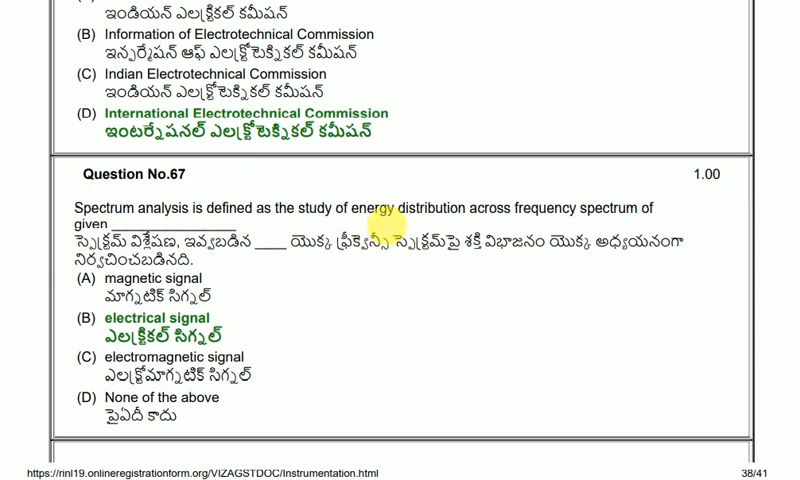 ఇండియన్ ఎలక్ట్రికల్ కమీషన్
(B) Information of Electrotechnical Commission
ఇన్ఫర్మేషన్ ఆఫ్ ఎలక్ట్రోటెక్నికల్ కమీషన్
(C) Indian Electrotechnical Commission
ఇండియన్ ఎలక్ట్రోటెక్నికల్ కమీషన్
(D) International Electrotechnical Commission
ఇంటర్నేషనల్ ఎలక్ట్రోటెక్నికల్ కమీషన్
Question No.67 1.00
Spectrum analysis is defined as the study of energy distribution across frequency spectrum of
given ________________
స్పెక్ట్రమ్ విశ్లేషణ, ఇవ్వబడిన ____ యొక్క ఫ్రీక్వెన్సీ స్పెక్ట్రమ్‌పై శక్తి విభాజనం యొక్క అధ్యయనంగా
నిర్వచించబడినది.
(A) magnetic signal
మాగ్నటిక్ సిగ్నల్
(B) electrical signal
ఎలక్ట్రికల్ సిగ్నల్
(C) electromagnetic signal
ఎలక్ట్రోమాగ్నటిక్ సిగ్నల్
(D) None of the above
పైఏదీ కాదు
https://rinl19.onlineregistrationform.org/VIZAGSTDOC/Instrumentation.html 38/41